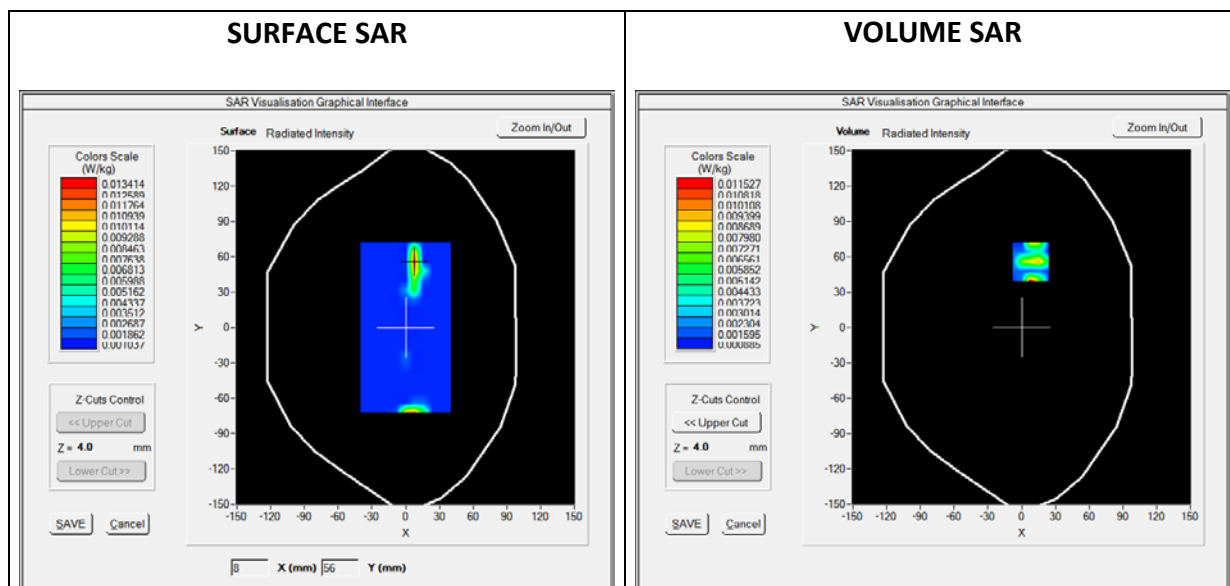 SURFACE SAR
SAR Visualisation Graphical Interface
Surface Radiated Intensity
Zoom In/Out
Colors Scale
(W/kg)
0.013414
0.012589
0.011764
0.010939
0.010114
0.009288
0.008463
0.007638
0.006813
0.005988
0.005162
0.004337
0.003512
0.002687
0.001862
0.001037
Z-Cuts Control
<< Upper Cut
Z = 4.0 mm
Lower Cut >>
SAVE Cancel
150
120
90
60
30
0
-30
-60
-90
-120
-150
Y
-150 -120 -90 -60 -30 0 30 60 90 120 150
X
8 X (mm) 56 Y (mm)
VOLUME SAR
SAR Visualisation Graphical Interface
Volume Radiated Intensity
Zoom In/Out
Colors Scale
(W/kg)
0.011527
0.010818
0.010108
0.009399
0.008689
0.007980
0.007271
0.006561
0.005852
0.005142
0.004433
0.003723
0.003014
0.002304
0.001595
0.000885
Z-Cuts Control
<< Upper Cut
Z = 4.0 mm
Lower Cut >>
SAVE Cancel
150
120
90
60
30
0
-30
-60
-90
-120
-150
Y
-150 -120 -90 -60 -30 0 30 60 90 120 150
X